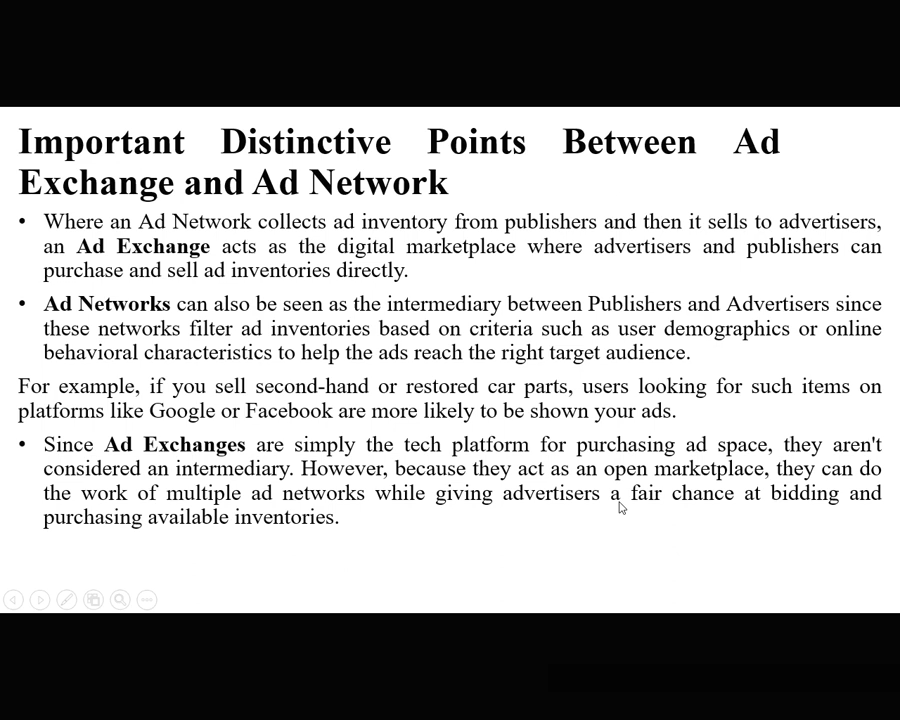 Important Distinctive Points Between Ad
Exchange and Ad Network
• Where an Ad Network collects ad inventory from publishers and then it sells to advertisers,
an Ad Exchange acts as the digital marketplace where advertisers and publishers can
purchase and sell ad inventories directly.
• Ad Networks can also be seen as the intermediary between Publishers and Advertisers since
these networks filter ad inventories based on criteria such as user demographics or online
behavioral characteristics to help the ads reach the right target audience.
For example, if you sell second-hand or restored car parts, users looking for such items on
platforms like Google or Facebook are more likely to be shown your ads.
• Since Ad Exchanges are simply the tech platform for purchasing ad space, they aren't
considered an intermediary. However, because they act as an open marketplace, they can do
the work of multiple ad networks while giving advertisers a fair chance at bidding and
purchasing available inventories.